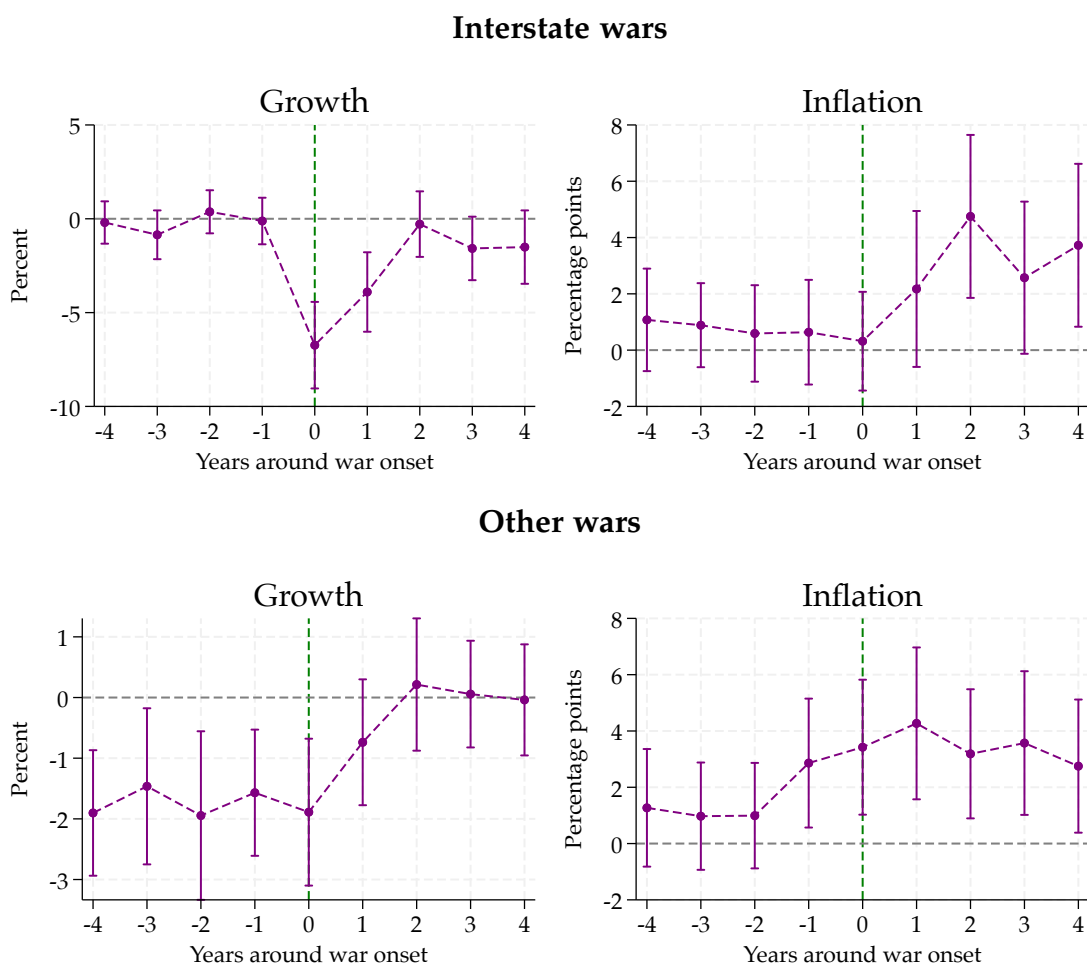 Interstate wars
Growth
Inflation
5
0
-5
-10
Percent
-4 -3 -2 -1 0 1 2 3 4
Years around war onset
8
6
4
2
0
-2
Percentage points
-4 -3 -2 -1 0 1 2 3 4
Years around war onset
Other wars
Growth
Inflation
1
0
-1
-2
-3
Percent
-4 -3 -2 -1 0 1 2 3 4
Years around war onset
8
6
4
2
0
-2
Percentage points
-4 -3 -2 -1 0 1 2 3 4
Years around war onset